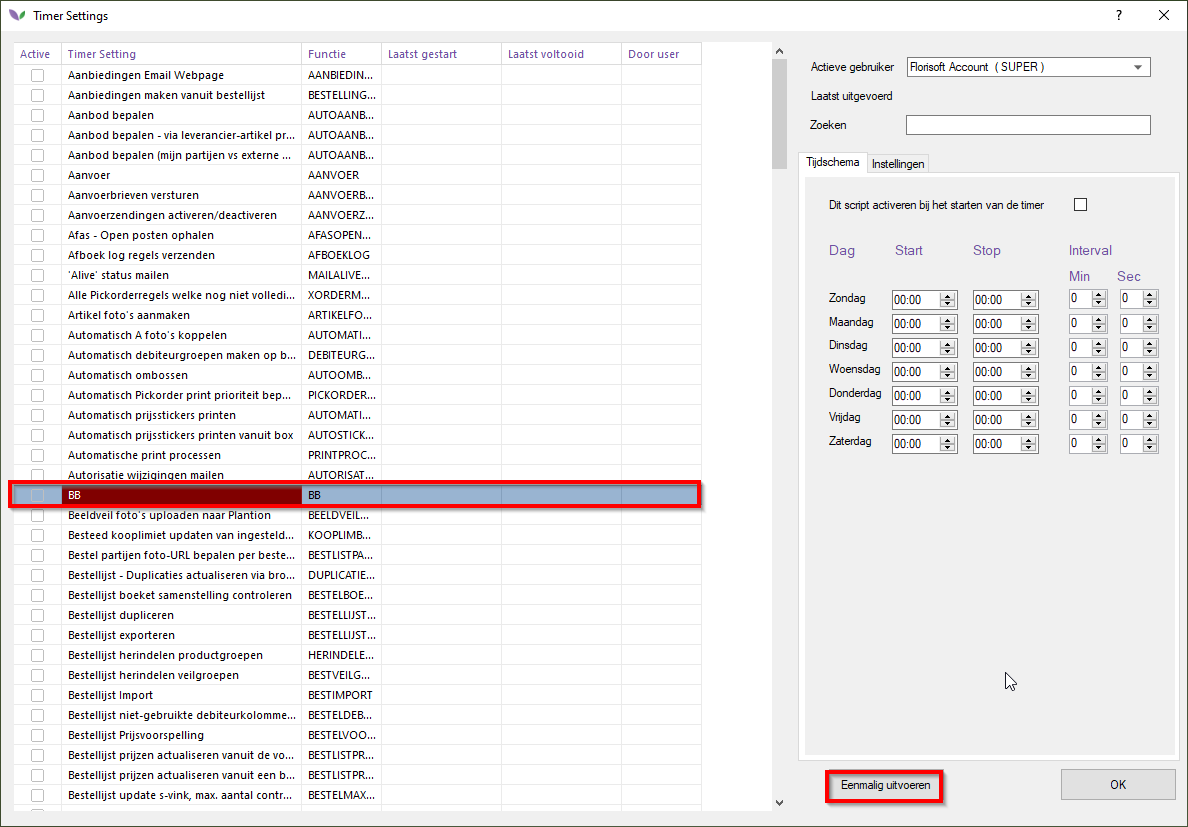 Timer Settings
?
Active Timer Setting Functie Laatst gestart Laatst voltooid Door user
Aanbiedingen Email Webpage AANBIEDIN...
Aanbiedingen maken vanuit bestellijst BESTELLING...
Aanbod bepalen AUTOAANB...
Aanbod bepalen - via leverancier-artikel pr... AUTOAANB...
Aanbod bepalen (mijn partijen vs externe ... AUTOAANB...
Aanvoer AANVOER
Aanvoerbrieven versturen AANVOERB...
Aanvoerzendingen activeren/deactiveren AANVOERZ...
Afas - Open posten ophalen AFASOPEN...
Afboek log regels verzenden AFBOEKLOG
'Alive' status mailen MAILALIVE...
Alle Pickorderregels welke nog niet volledi... XORDERM...
Artikel foto's aanmaken ARTIKELFO...
Automatisch A foto's koppelen AUTOMATI...
Automatisch debiteurgroepen maken op b... DEBITEURG...
Automatisch ombossen AUTOOMB...
Automatisch Pickorder print prioriteit bep... PICKORDER...
Automatisch prijsstickers printen AUTOMATI...
Automatisch prijsstickers printen vanuit box AUTOSTICK...
Automatische print processen PRINTPROC...
Autorisatie wijzigingen mailen AUTORISAT...
BB BB
Beeldveil foto's uploaden naar Plantion BEELDVEIL...
Besteed kooplimiet updaten van ingesteld... KOOPLIMB...
Bestel partijen foto-URL bepalen per beste... BESTLISTPA...
Bestellijst - Duplicaties actualiseren via bro... DUPLICATIE...
Bestellijst boeket samenstelling controleren BESTELBOE...
Bestellijst dupliceren BESTELLIJST...
Bestellijst exporteren BESTELLIJST...
Bestellijst herindelen productgroepen HERINDELE...
Bestellijst herindelen veilgroepen BESTVEILG...
Bestellijst Import BESTIMPORT
Bestellijst niet-gebruikte debiteurkolomme... BESTELDEB...
Bestellijst Prijsvoorspelling BESTELVOO...
Bestellijst prijzen actualiseren vanuit de vo... BESTLISTPR...
Bestellijst prijzen actualiseren vanuit een b... BESTLISTPR...
Bestellijst update s-vink, max. aantal contr... BESTELMAX...
Actieve gebruiker Florisoft Account ( SUPER )
Laatst uitgevoerd
Zoeken
Tijdschema Instellingen
Dit script activeren bij het starten van de timer
Dag Start Stop Interval
Min Sec
Zondag 00:00 00:00 0 0
Maandag 00:00 00:00 0 0
Dinsdag 00:00 00:00 0 0
Woensdag 00:00 00:00 0 0
Donderdag 00:00 00:00 0 0
Vrijdag 00:00 00:00 0 0
Zaterdag 00:00 00:00 0 0
Eenmalig uitvoeren OK